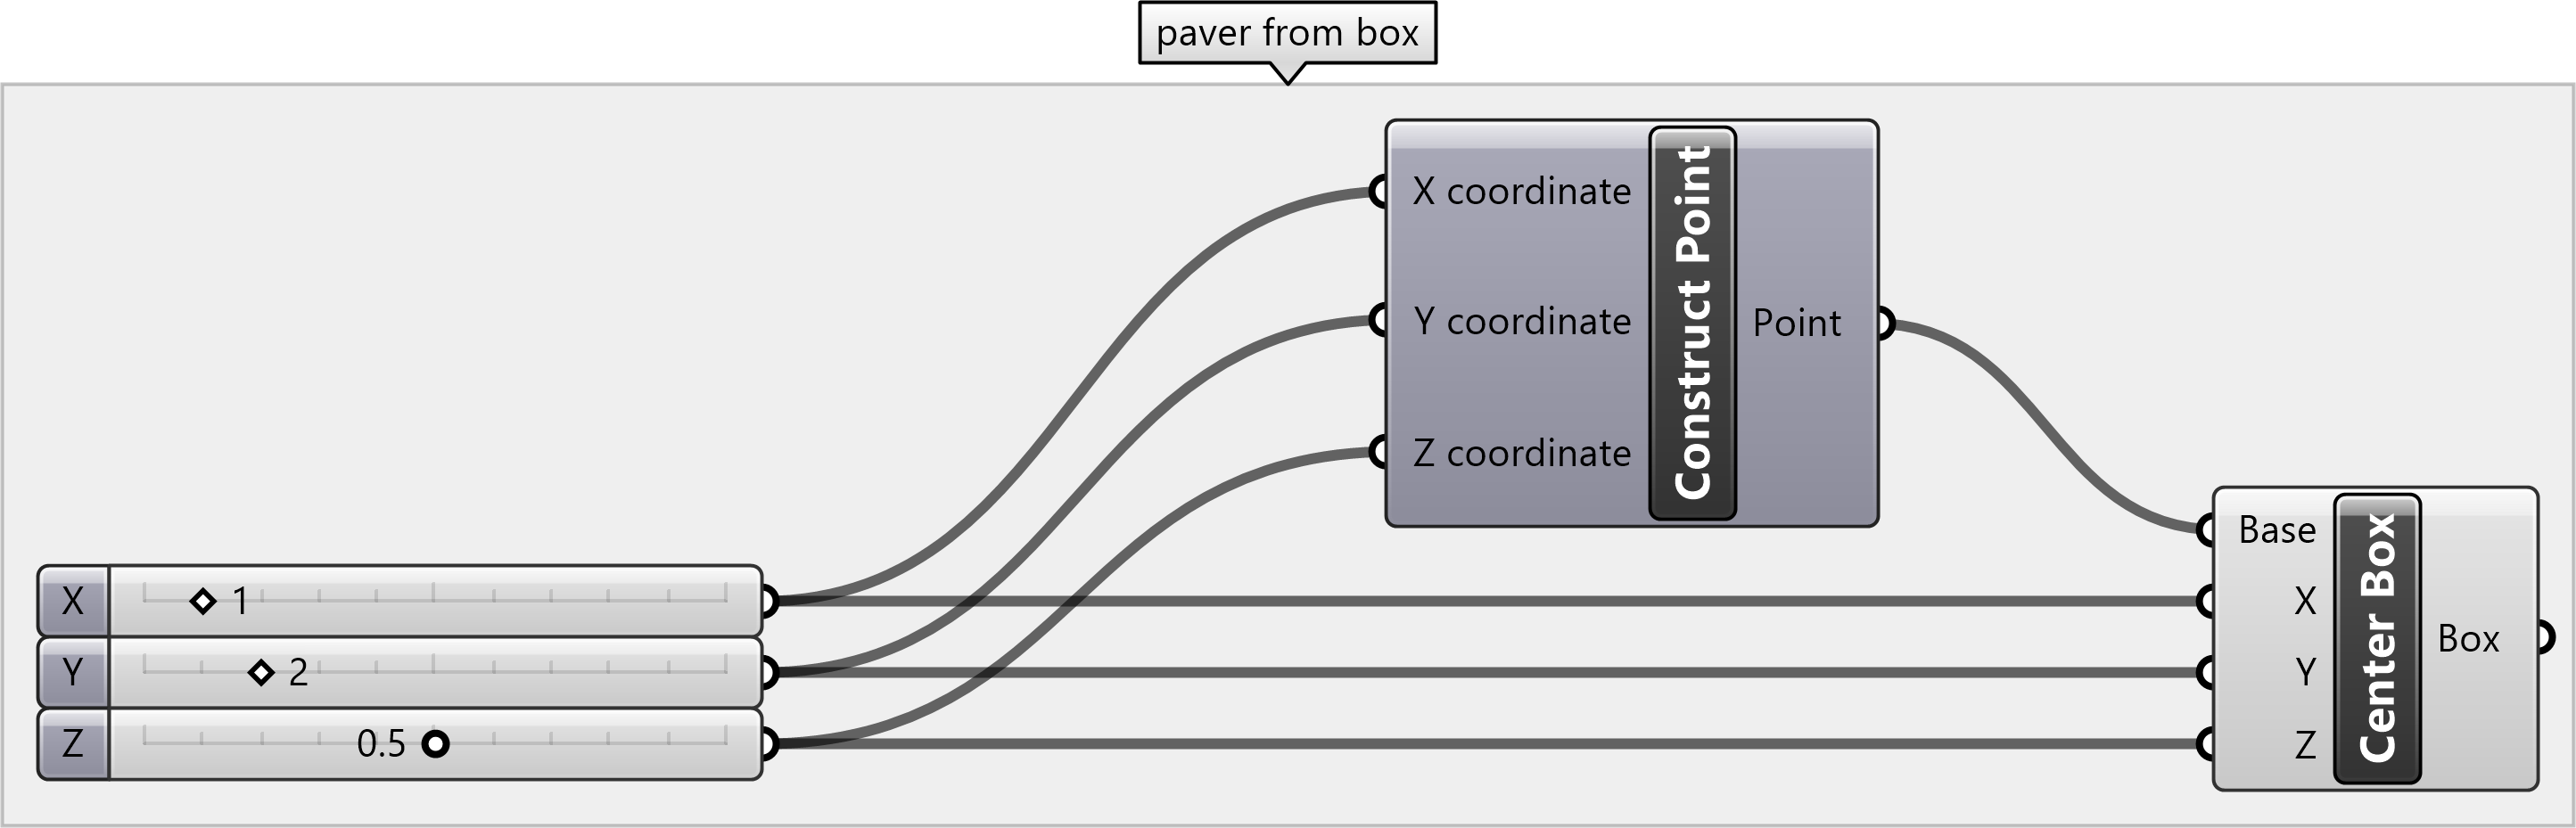 paver from box
X coordinate
Y coordinate
Z coordinate
Construct Point
Point
X 1
Y 2
Z 0.5
Base
X
Y
Z
Center Box
Box